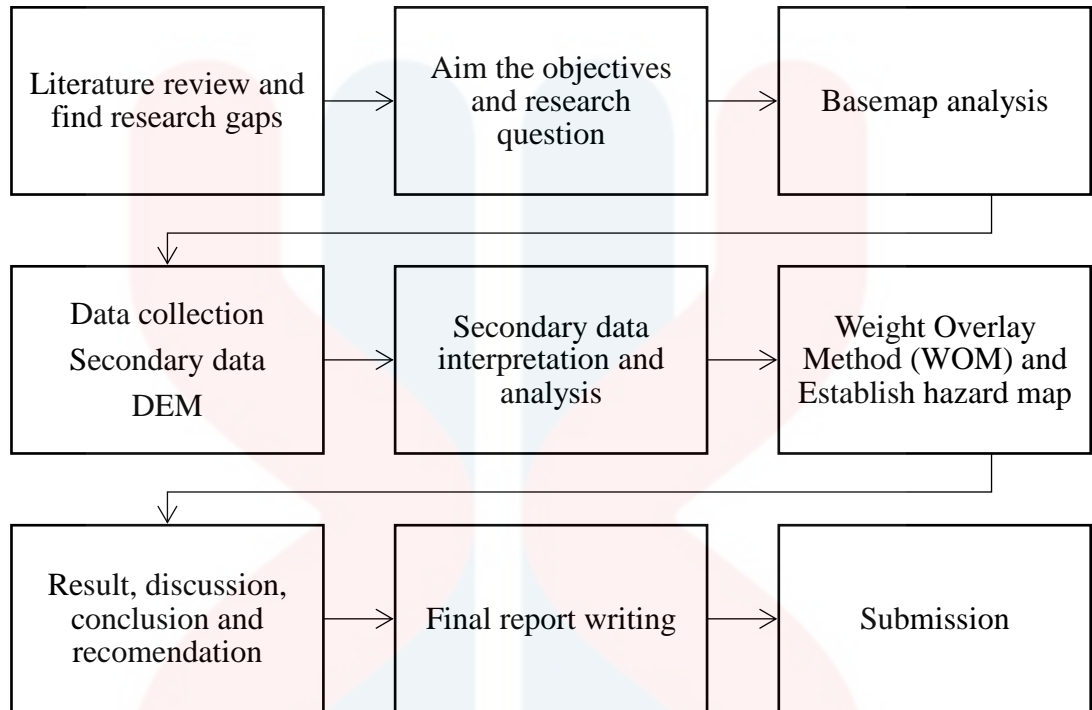 Literature review and
find research gaps
Aim the objectives
and research
question
Basemap analysis
Data collection
Secondary data
DEM
Secondary data
interpretation and
analysis
Weight Overlay
Method (WOM) and
Establish hazard map
Result, discussion,
conclusion and
recomendation
Final report writing
Submission